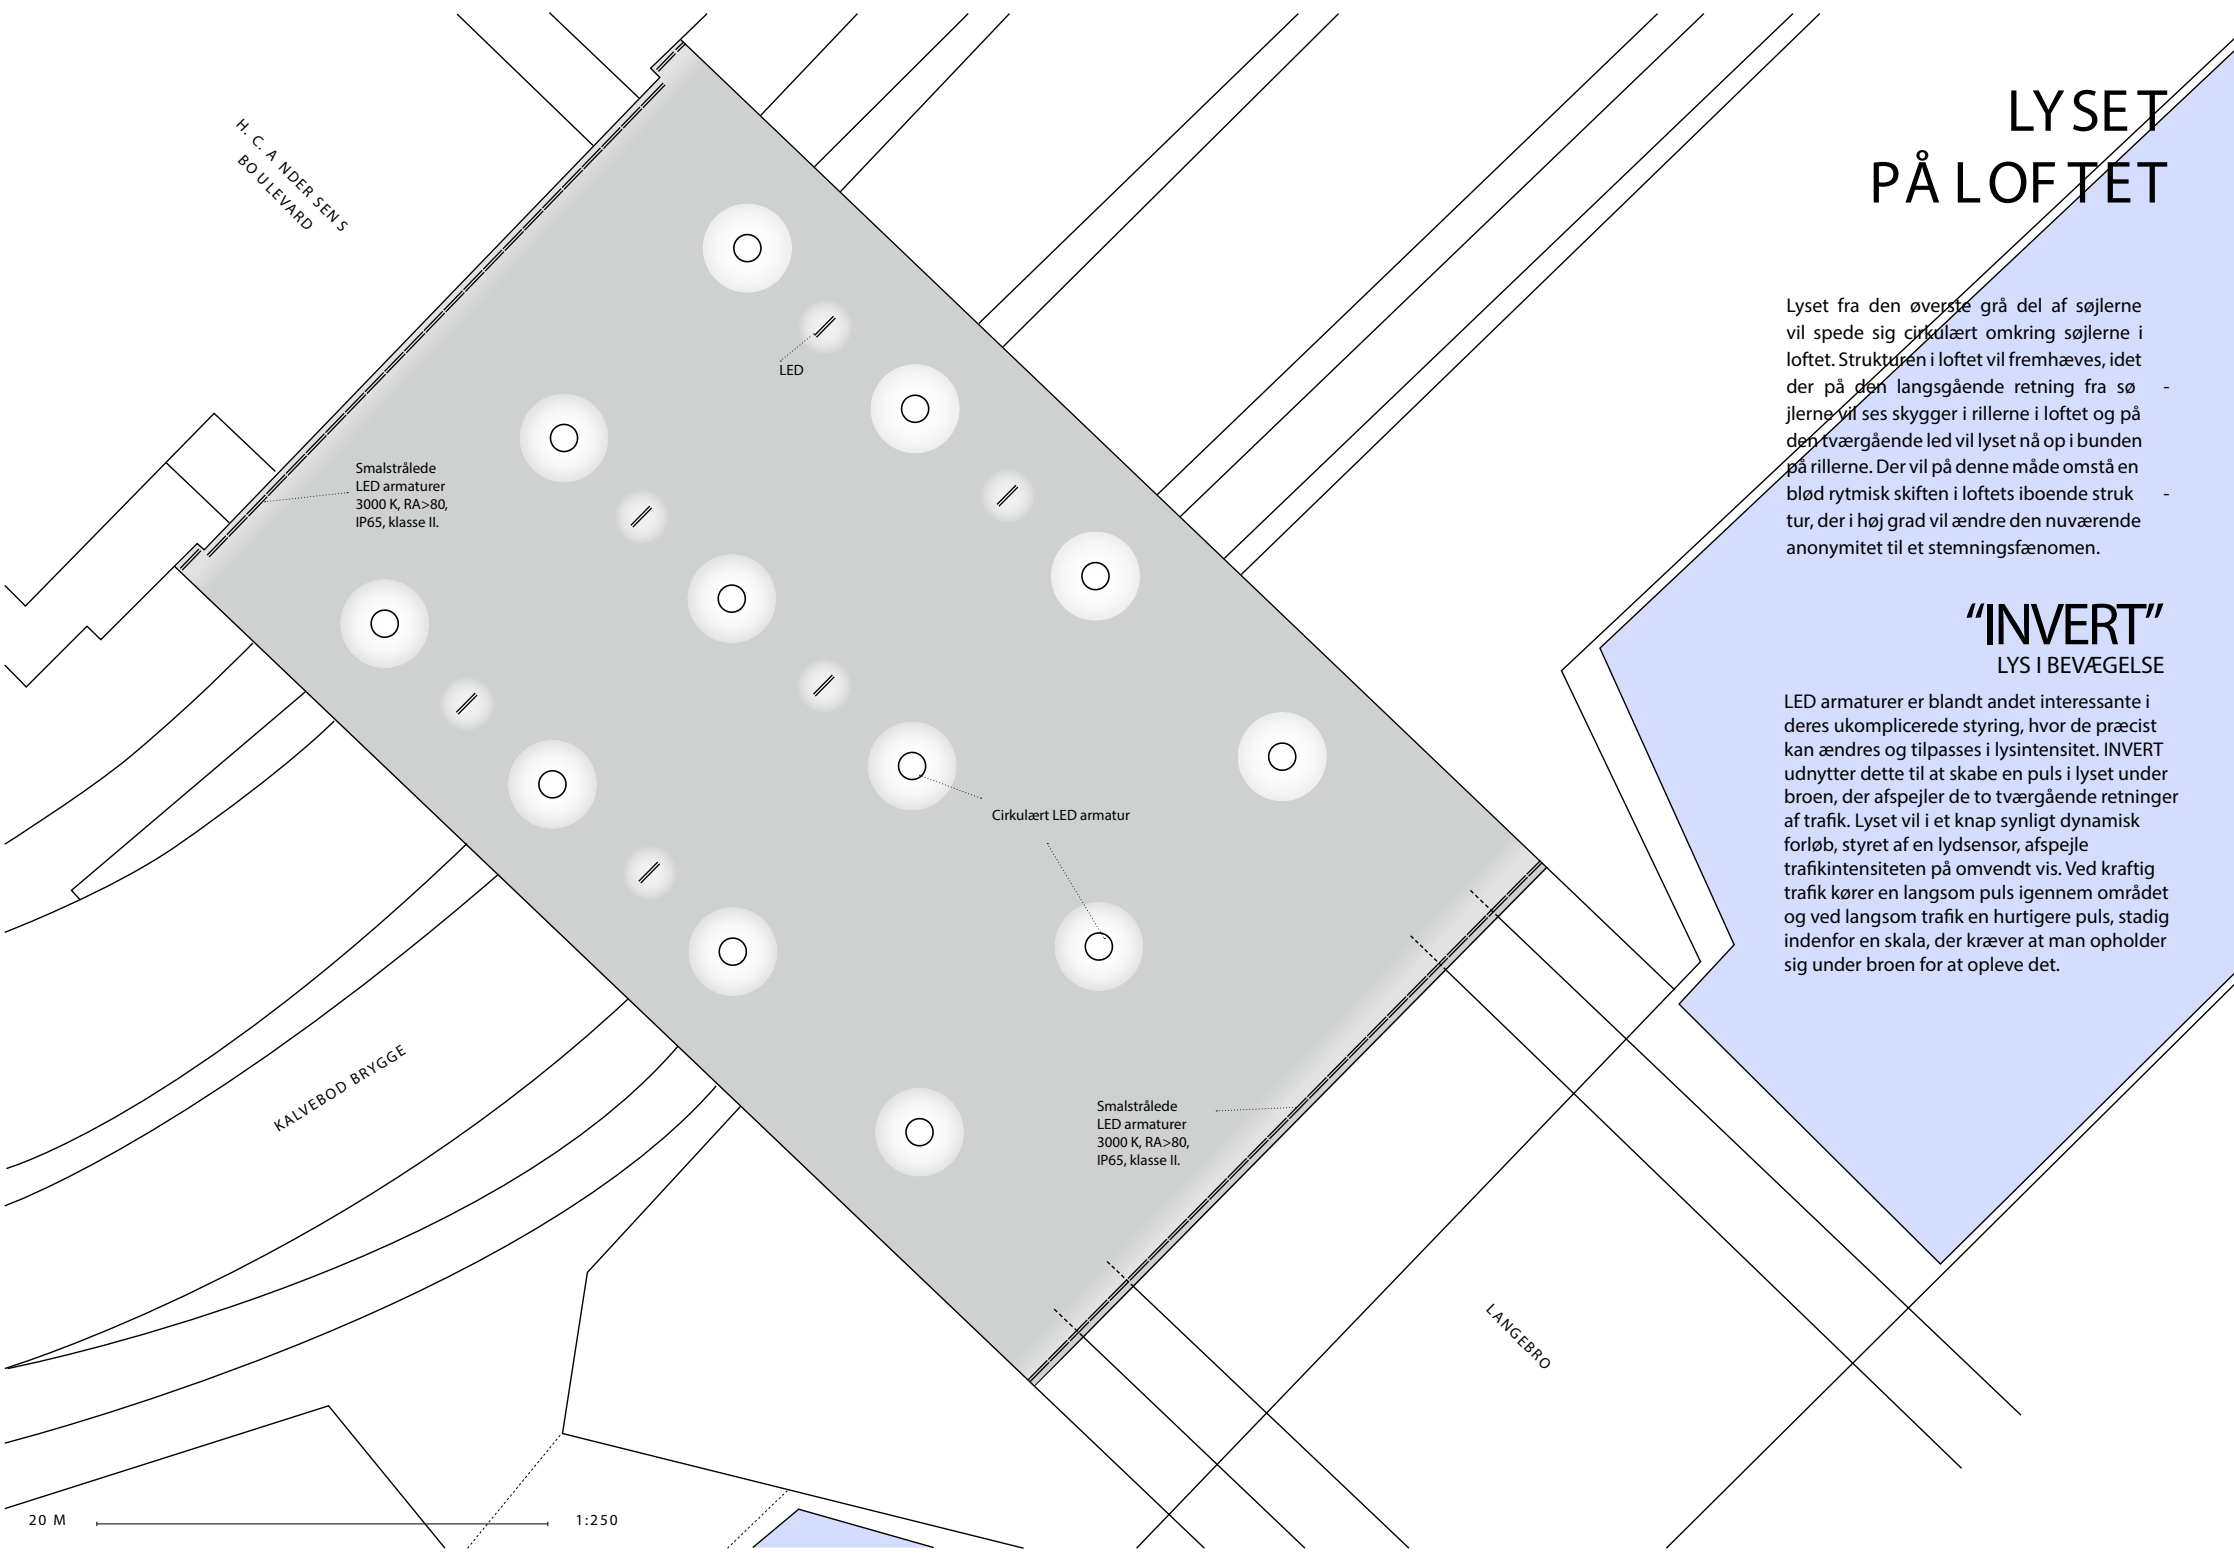 LYSET
PÅ LOFTET
Lyset fra den øverste grå del af søjlerne
vil spede sig cirkulært omkring søjlerne i
loftet. Strukturen i loftet vil fremhæves, idet
der på den langsgående retning fra sø -
jlerne vil ses skygger i rillerne i loftet og på
den tværgående led vil lyset nå op i bunden
på rillerne. Der vil på denne måde omstå en
blød rytmisk skiften i loftets iboende struk -
tur, der i høj grad vil ændre den nuværende
anonymitet til et stemningsfænomen.
“INVERT”
LYS I BEVÆGELSE
LED armaturer er blandt andet interessante i
deres ukomplicerede styring, hvor de præcist
kan ændres og tilpasses i lysintensitet. INVERT
udnytter dette til at skabe en puls i lyset under
broen, der afspejler de to tværgående retninger
af trafik. Lyset vil i et knap synligt dynamisk
forløb, styret af en lydsensor, afspejle
trafikintensiteten på omvendt vis. Ved kraftig
trafik kører en langsom puls igennem området
og ved langsom trafik en hurtigere puls, stadig
indenfor en skala, der kræver at man opholder
sig under broen for at opleve det.
H. C. ANDERSENS
BOULEVARD
LED
Smalstrålede
LED armaturer
3000 K, RA>80,
IP65, klasse II.
Cirkulært LED armatur
KALVEBOD BRYGGE
Smalstrålede
LED armaturer
3000 K, RA>80,
IP65, klasse II.
LANGEBRO
20 M
1:250